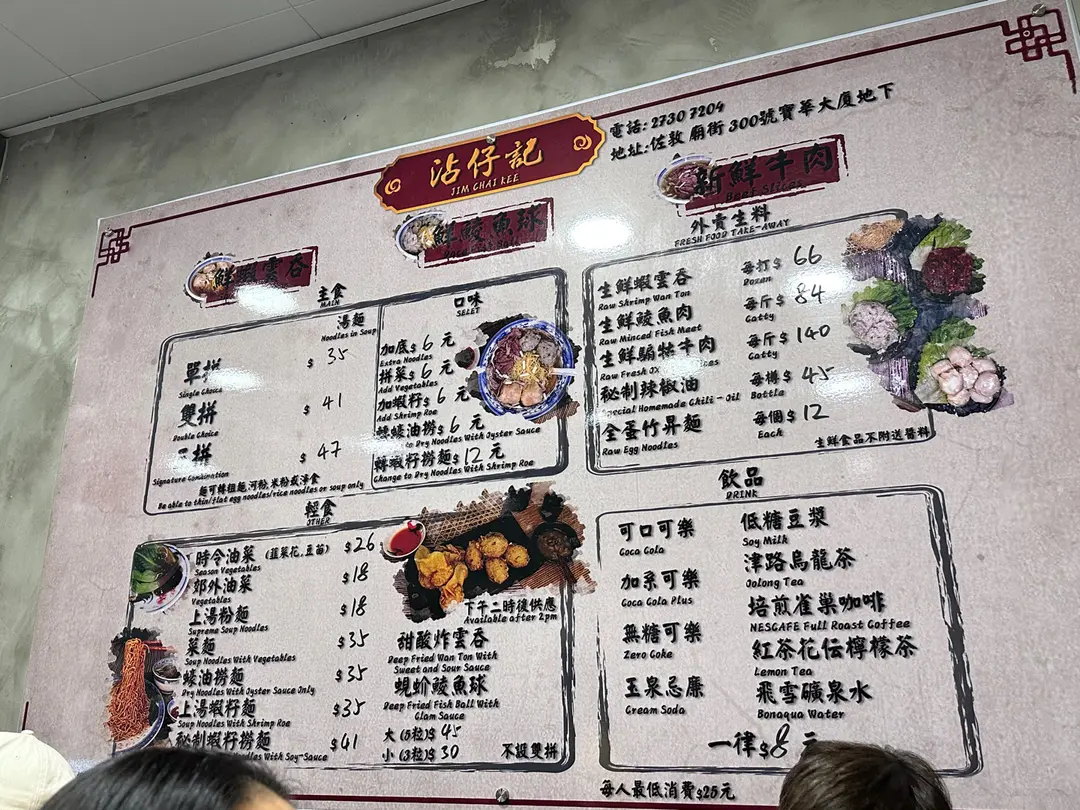 沾仔記
JIM CHAI KEE
電話: 2730 7204
地址:佐敦 廟街 300號寶華大廈地下
鮮蝦雲吞
鮮鯪魚球
新鮮牛肉
Beef Slices
主食
MAIN
湯麵
Noodles in Soup
單拼
Single Choice
$ 35
雙拼
Double Choice
$ 41
拼
Signature Combination
$ 47
麵可轉粗麵,河粉,米粉或淨食
Be able to thin/flat egg noodles/rice noodles or soup only
口味
SELET
加底$ 6 元
Extra Noodles
拼菜$ 6 元
Add Vegetables
加蝦籽$ 6 元
Add Shrimp Roe
蠔油撈$ 6 元
to Dry Noodles With Oyster Sauce
轉蝦籽撈麵$ 12 元
Change to Dry Noodles With Shrimp Roe
外賣生料
FRESH FOOD TAKE-AWAY
生鮮蝦雲吞 每打$ 66
Raw Shrimp Wan Ton Dozen
生鮮鯪魚肉 每斤$ 84
Raw Minced Fish Meat Catty
生鮮騸牯牛肉 每斤$ 140
Raw Fresh JX Catty
秘制辣椒油 每樽$ 45
Special Homemade Chili - Oil Bottle
全蛋竹昇麵 每個$ 12
Raw Egg Noodles Each
生鮮食品不附送醬料
輕食
OTHER
時令油菜 (韮菜花,豆苗) $26
Season Vegetables
郊外油菜 $18
Vegetables
上湯粉麵 $18
Supreme Soup Noodles
菜麵 $35
Soup Noodles With Vegetables
蠔油撈麵 $35
Dry Noodles With Oyster Sauce Only
上湯蝦籽麵 $35
Soup Noodles With Shrimp Roe
秘制蝦籽撈麵 $41
Noodles With Soy-Sauce
下午二時後供應
Available after 2pm
甜酸炸雲吞
Deep Fried Wan Ton With
Sweet and Sour Sauce
蜆蚧鯪魚球
Deep Fried Fish Ball With
Clam Sauce
大 (5粒)$ 45
小 (3粒)$ 30 不設雙拼
飲品
DRINK
可口可樂
Coca Cola
加系可樂
Coca Cola Plus
無糖可樂
Zero Coke
玉泉忌廉
Cream Soda
低糖豆漿
Soy Milk
津路烏龍茶
Oolong Tea
培煎雀巢咖啡
NESCAFE Full Roast Coffee
紅茶花伝檸檬茶
Lemon Tea
飛雪礦泉水
Bonaqua Water
一律$8元
每人最低消費$25元